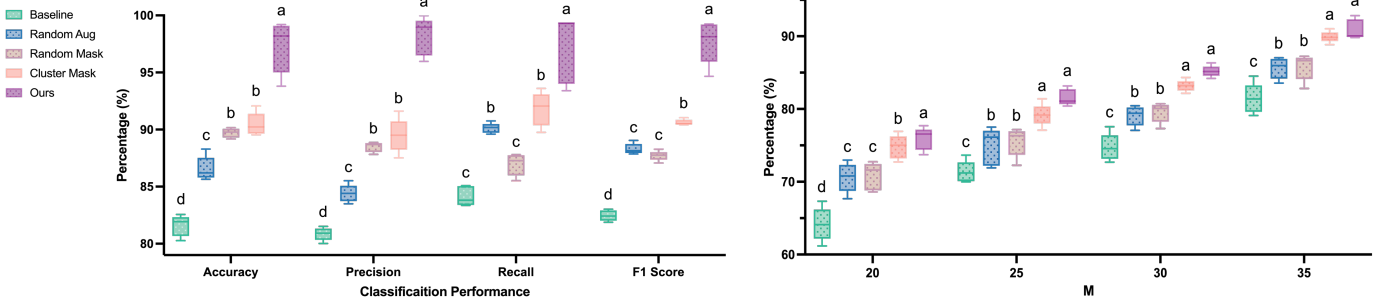 Baseline
Random Aug
Random Mask
Cluster Mask
Ours
Percentage (%)
100
95
90
85
80
d c b b a
d c b b a
c b c b a
d c c b a
Accuracy Precision Recall F1 Score
Classificaition Performance
Percentage (%)
90
80
70
60
d c c b a
c b b a a
c b b a a
c b b a a
20 25 30 35
M